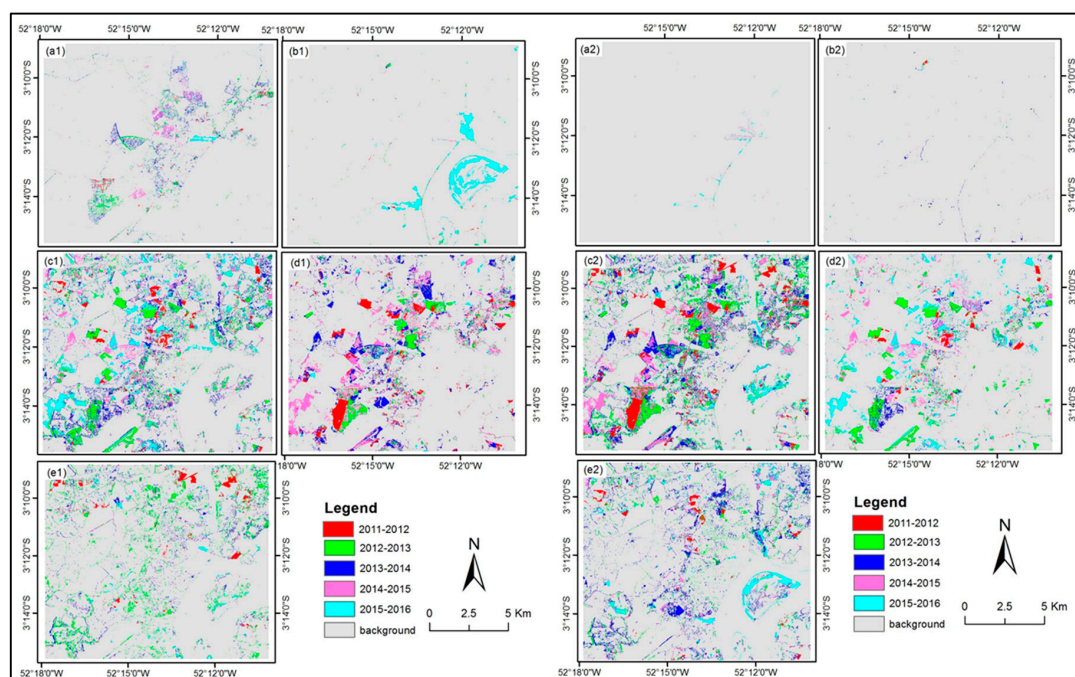 52°18'0"W 52°15'0"W 52°12'0"W
52°18'0"W 52°15'0"W 52°12'0"W
52°15'0"W 52°12'0"W
52°18'0"W 52°15'0"W 52°12'0"W
(a1)
(b1)
(a2)
(b2)
3°10'0"S
3°12'0"S
3°14'0"S
3°10'0"S
3°12'0"S
3°14'0"S
3°10'0"S
3°12'0"S
3°14'0"S
3°10'0"S
3°12'0"S
3°14'0"S
(c1)
(d1)
(c2)
(d2)
3°10'0"S
3°12'0"S
3°14'0"S
3°10'0"S
3°12'0"S
3°14'0"S
3°10'0"S
3°12'0"S
3°14'0"S
3°10'0"S
3°12'0"S
3°14'0"S
:18'0"W 52°15'0"W 52°12'0"W
:18'0"W 52°15'0"W 52°12'0"W
(e1)
(e2)
3°10'0"S
3°12'0"S
3°14'0"S
3°10'0"S
3°12'0"S
3°14'0"S
Legend
2011-2012
2012-2013
2013-2014
2014-2015
2015-2016
background
N
0 2.5 5 Km
Legend
2011-2012
2012-2013
2013-2014
2014-2015
2015-2016
background
N
0 2.5 5 Km
52°18'0"W 52°15'0"W 52°12'0"W
52°18'0"W 52°15'0"W 52°12'0"W